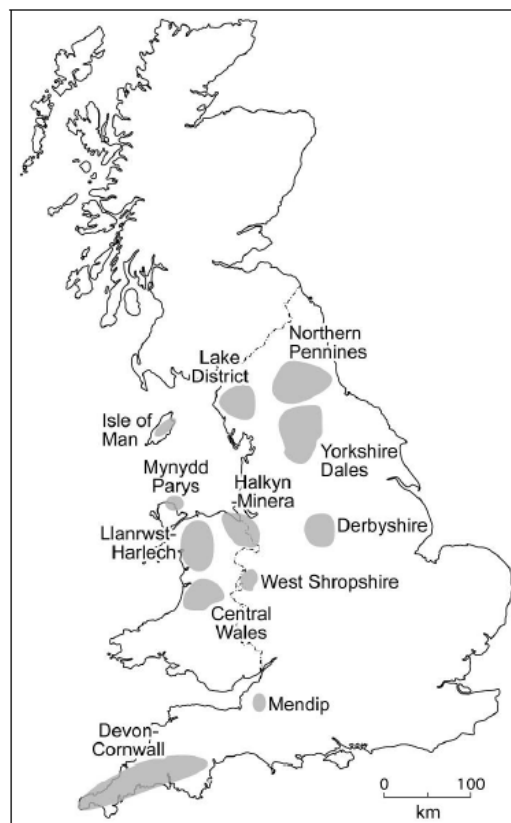 Northern
Pennines
Lake
District
Isle of
Man
Yorkshire
Dales
Mynydd
Parys
Halkyn
Minera
Llanrwst-
Harlech
Derbyshire
West Shropshire
Central
Wales
Mendip
Devon-
Cornwall
0 100
km